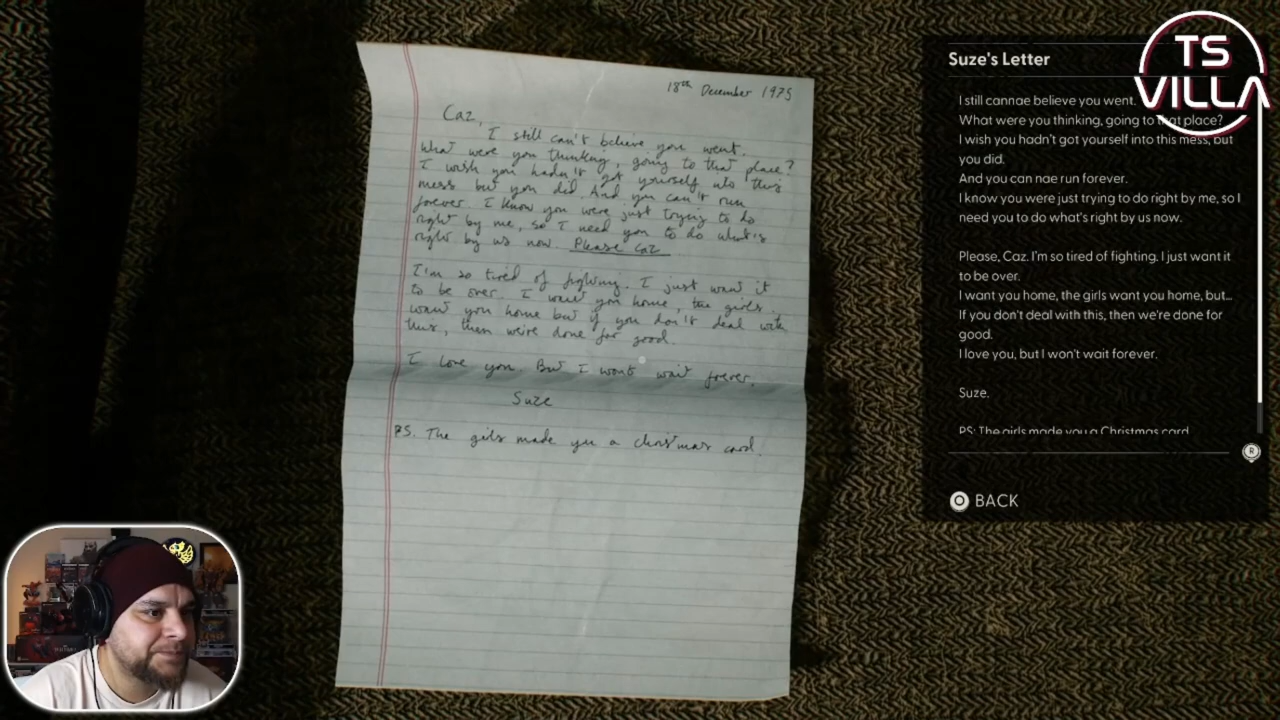 18th December 1975
Caz,
I still can't believe you went.
What were you thinking, going to that place?
I wish you hadn't got yourself into this
mess but you did. And you can't run
forever. I know you were just trying to do
right by me, so I need you to do what's
right by us now Please Caz
I'm so tired of fighting. I just want it
to be over. I want you home, the girls
want you home but if you don't deal with
this, then we're done for good.
I love you. But I won't wait forever.
Suze
P.S. The girls made you a Christmas card.
Suze's Letter
I still cannae believe you went.
What were you thinking, going to that place?
I wish you hadn't got yourself into this mess, but
you did.
And you can nae run forever.
I know you were just trying to do right by me, so I
need you to do what's right by us now.
Please, Caz. I'm so tired of fighting. I just want it
to be over.
I want you home, the girls want you home, but...
If you don't deal with this, then we're done for
good.
I love you, but I won't wait forever.
Suze.
PS: The girls made you a Christmas card
R
BACK
TS
VILLA